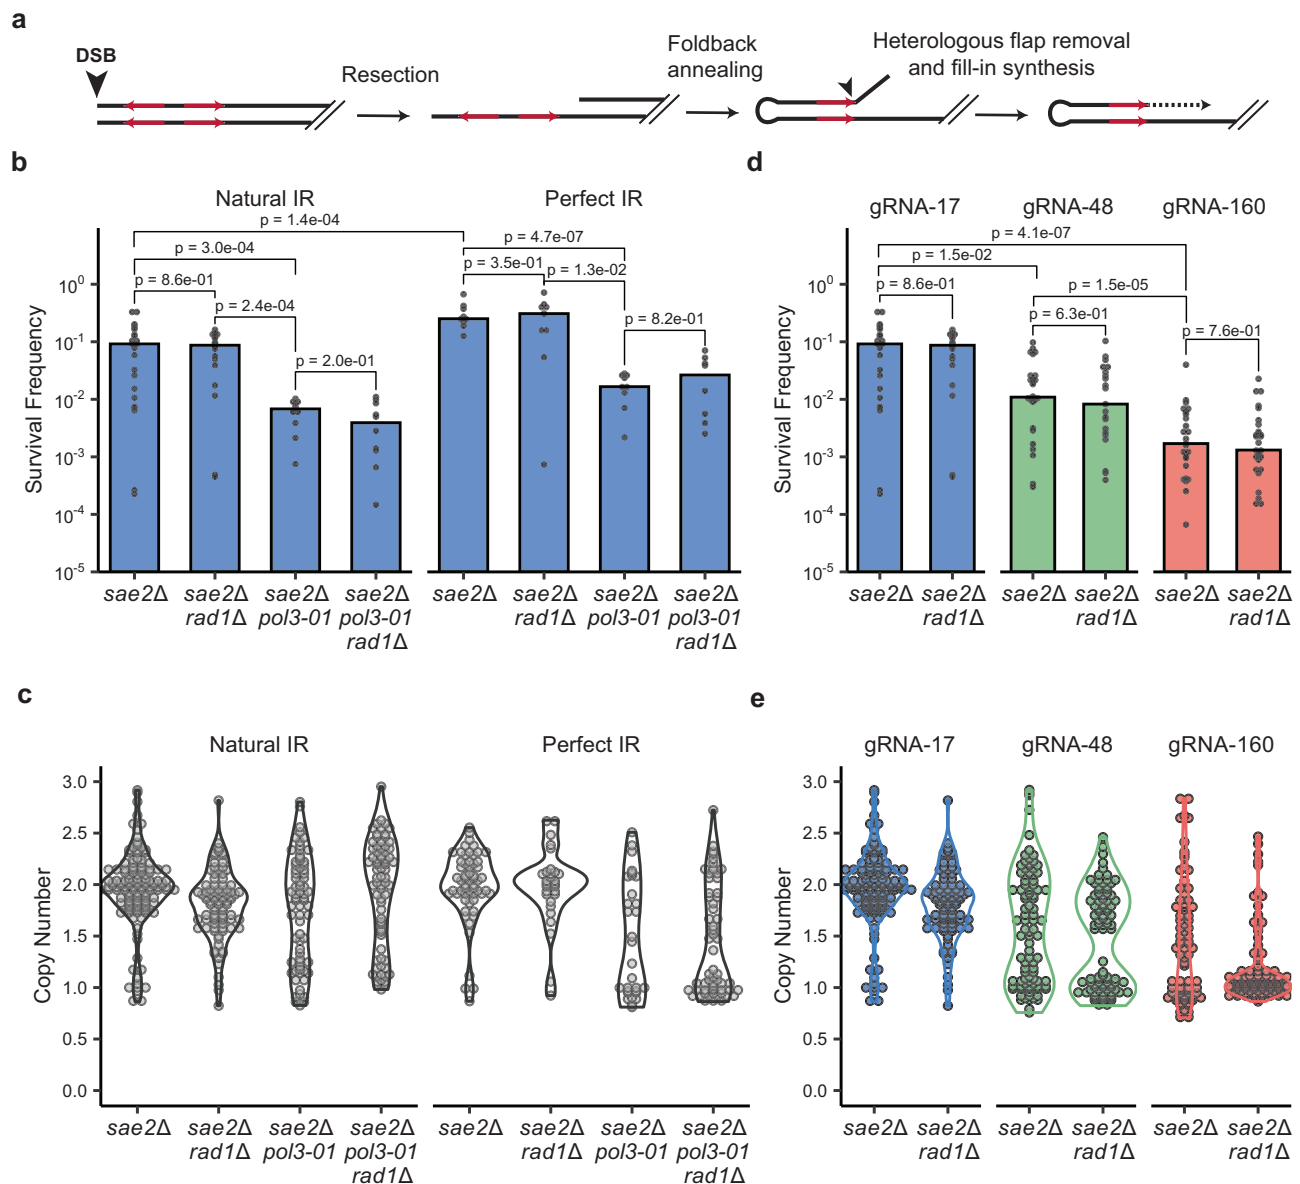 a
DSB
Resection
Foldback
annealing
Heterologous flap removal
and fill-in synthesis
b
Natural IR
Perfect IR
p = 1.4e-04
p = 3.0e-04
p = 8.6e-01
p = 2.4e-04
p = 2.0e-01
p = 4.7e-07
p = 3.5e-01
p = 1.3e-02
p = 8.2e-01
Survival Frequency
10⁰
10⁻¹
10⁻²
10⁻³
10⁻⁴
10⁻⁵
sae2Δ
sae2Δ
rad1Δ
sae2Δ
pol3-01
sae2Δ
pol3-01
rad1Δ
sae2Δ
sae2Δ
rad1Δ
sae2Δ
pol3-01
sae2Δ
pol3-01
rad1Δ
d
gRNA-17
gRNA-48
gRNA-160
p = 4.1e-07
p = 1.5e-02
p = 8.6e-01
p = 1.5e-05
p = 6.3e-01
p = 7.6e-01
Survival Frequency
10⁰
10⁻¹
10⁻²
10⁻³
10⁻⁴
10⁻⁵
sae2Δ
sae2Δ
rad1Δ
sae2Δ
sae2Δ
rad1Δ
sae2Δ
sae2Δ
rad1Δ
c
Natural IR
Perfect IR
Copy Number
3.0
2.5
2.0
1.5
1.0
0.5
0.0
sae2Δ
sae2Δ
rad1Δ
sae2Δ
pol3-01
sae2Δ
pol3-01
rad1Δ
sae2Δ
sae2Δ
rad1Δ
sae2Δ
pol3-01
sae2Δ
pol3-01
rad1Δ
e
gRNA-17
gRNA-48
gRNA-160
Copy Number
3.0
2.5
2.0
1.5
1.0
0.5
0.0
sae2Δ
sae2Δ
rad1Δ
sae2Δ
sae2Δ
rad1Δ
sae2Δ
sae2Δ
rad1Δ